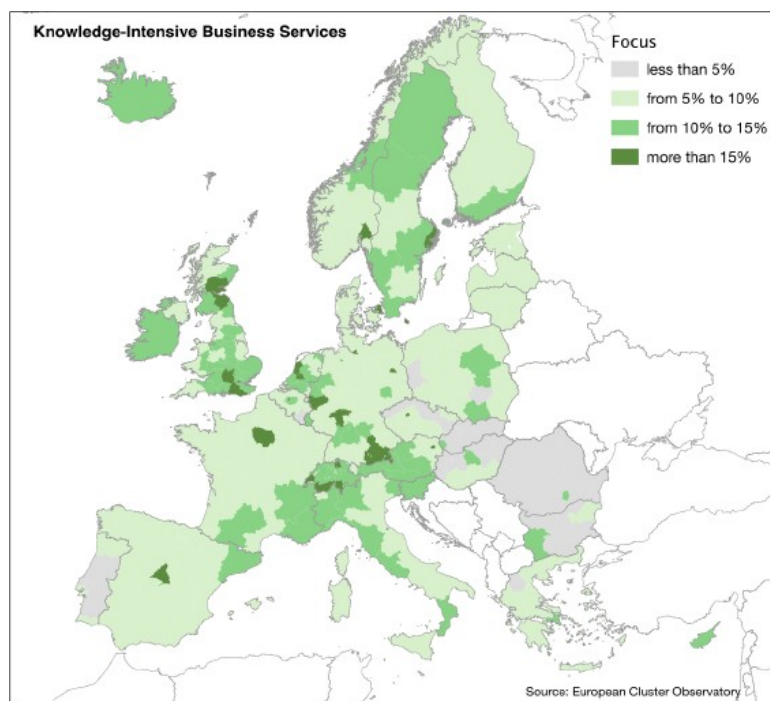 Knowledge-Intensive Business Services
Focus
less than 5%
from 5% to 10%
from 10% to 15%
more than 15%
Source: European Cluster Observatory